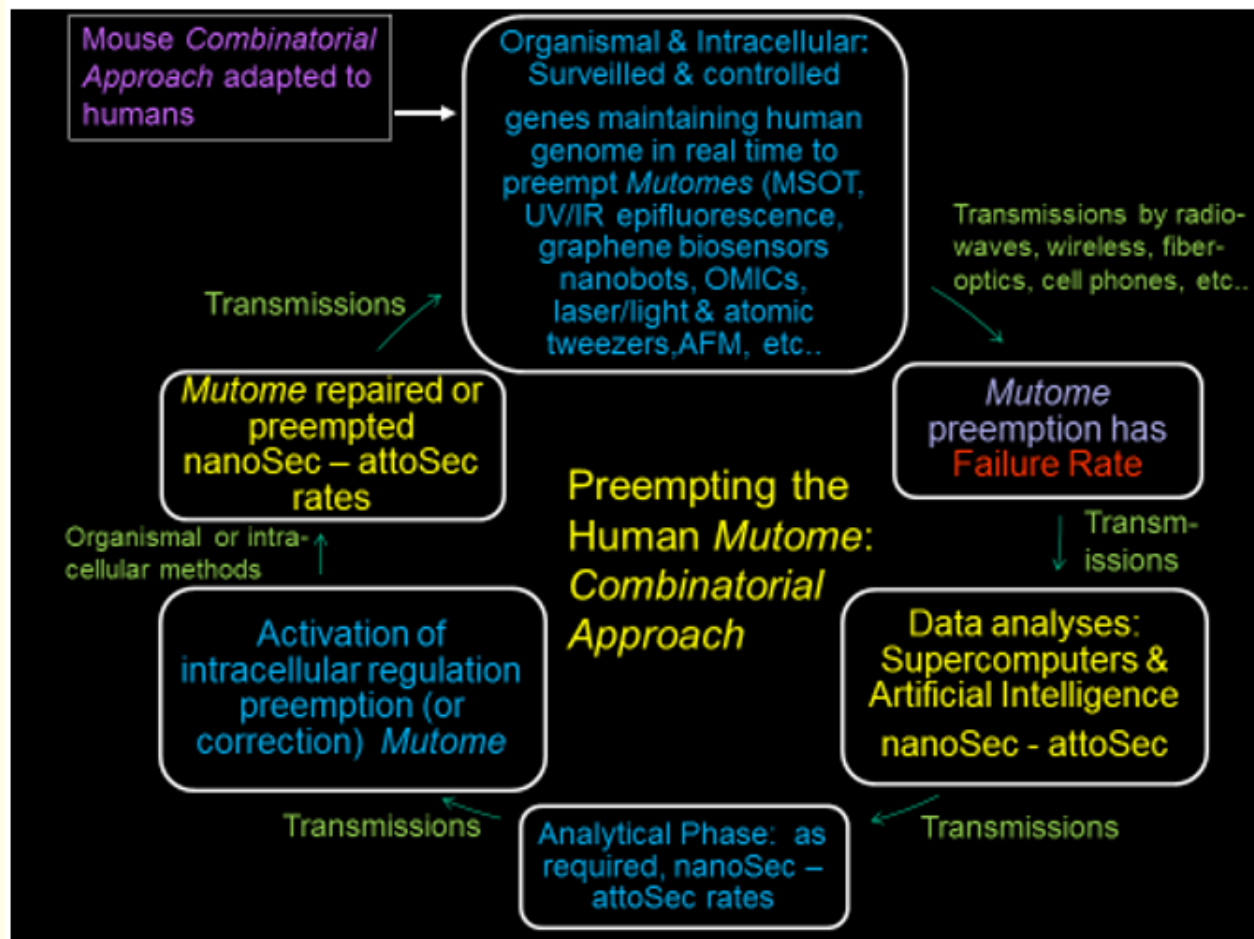 Mouse Combinatorial
Approach adapted to
humans
Organismal & Intracellular:
Surveilled & controlled
genes maintaining human
genome in real time to
preempt Mutomes (MSOT,
UV/IR epifluorescence,
graphene biosensors
nanobots, OMICs,
laser/light & atomic
tweezers,AFM, etc..
Transmissions by radio-
waves, wireless, fiber-
optics, cell phones, etc..
Mutome
preemption has
Failure Rate
Transm-
issions
Data analyses:
Supercomputers &
Artificial Intelligence
nanoSec - attoSec
Transmissions
Analytical Phase: as
required, nanoSec –
attoSec rates
Transmissions
Activation of
intracellular regulation
preemption (or
correction) Mutome
Organismal or intra-
cellular methods
Mutome repaired or
preempted
nanoSec – attoSec
rates
Transmissions
Preempting the
Human Mutome:
Combinatorial
Approach